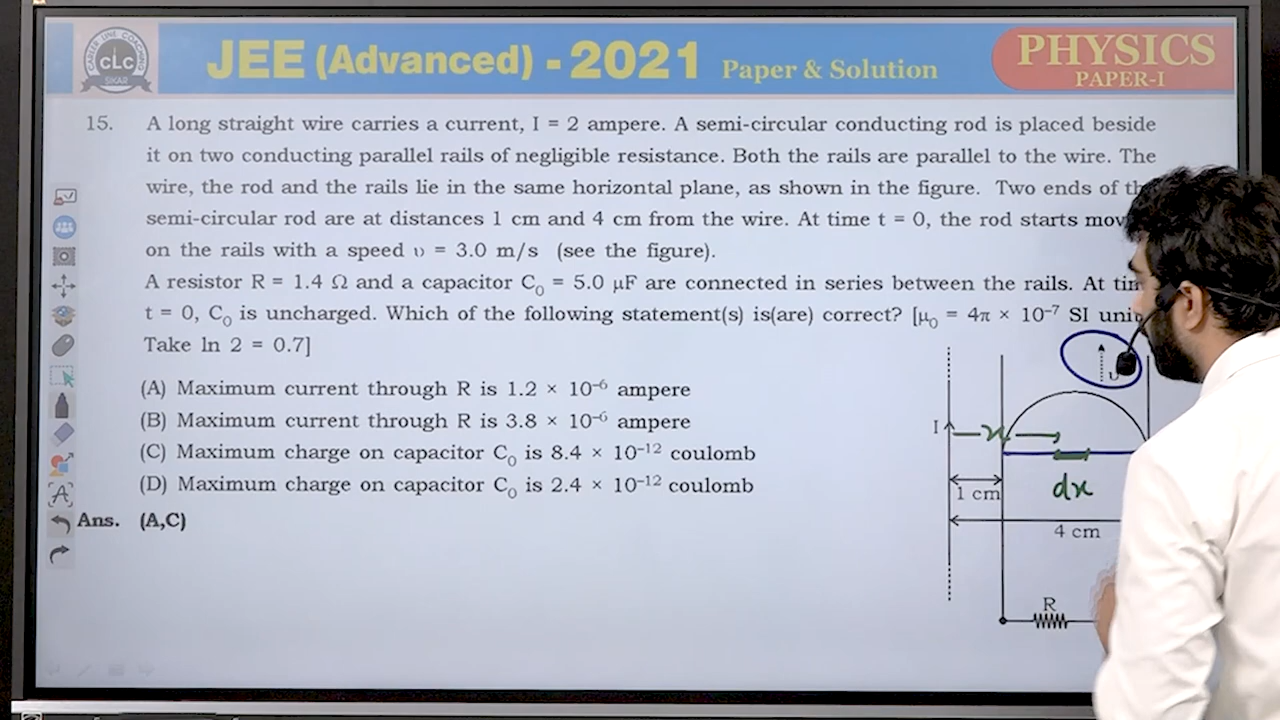 CAREER LINE COACHING
CLC
SIKAR
JEE (Advanced) - 2021 Paper & Solution
PHYSICS
PAPER-I
15. A long straight wire carries a current, I = 2 ampere. A semi-circular conducting rod is placed beside
it on two conducting parallel rails of negligible resistance. Both the rails are parallel to the wire. The
wire, the rod and the rails lie in the same horizontal plane, as shown in the figure. Two ends of
semi-circular rod are at distances 1 cm and 4 cm from the wire. At time t = 0, the rod starts
on the rails with a speed υ = 3.0 m/s (see the figure).
A resistor R = 1.4 Ω and a capacitor C₀ = 5.0 μF are connected in series between the rails. At
t = 0, C₀ is uncharged. Which of the following statement(s) is(are) correct? [μ₀ = 4π × 10⁻⁷ SI
Take ln 2 = 0.7]
(A) Maximum current through R is 1.2 × 10⁻⁶ ampere
(B) Maximum current through R is 3.8 × 10⁻⁶ ampere
(C) Maximum charge on capacitor C₀ is 8.4 × 10⁻¹² coulomb
(D) Maximum charge on capacitor C₀ is 2.4 × 10⁻¹² coulomb
Ans. (A,C)
υ
I
x
dx
1 cm
4 cm
R